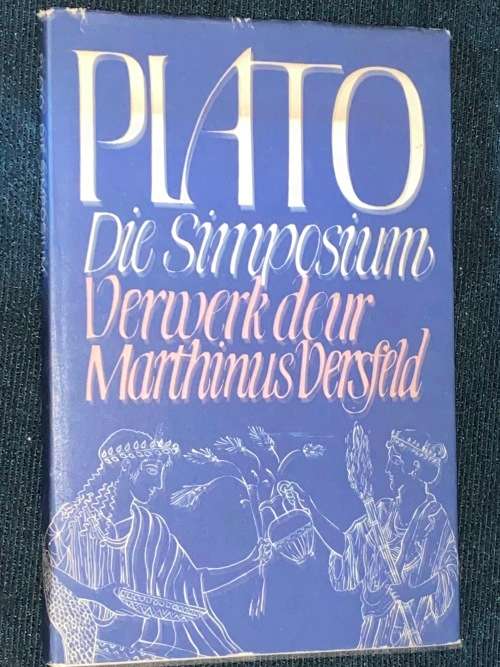 PLATO
Die Simposium
Verwerk deur
Marthinus Versfeld